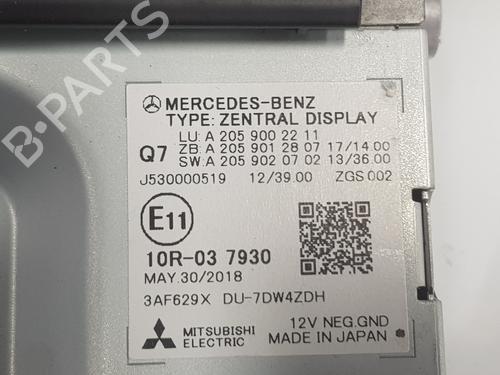 MERCEDES-BENZ
TYPE: ZENTRAL DISPLAY
LU: A 205 900 22 11
Q7 ZB: A 205 901 28 07 17/14.00
SW: A 205 902 07 02 13/36.00
J530000519 12/39.00 ZGS 002
E11
10R-03 7930
MAY.30/2018
3AF629X DU-7DW4ZDH
MITSUBISHI 12V NEG.GND
ELECTRIC MADE IN JAPAN
B-Parts